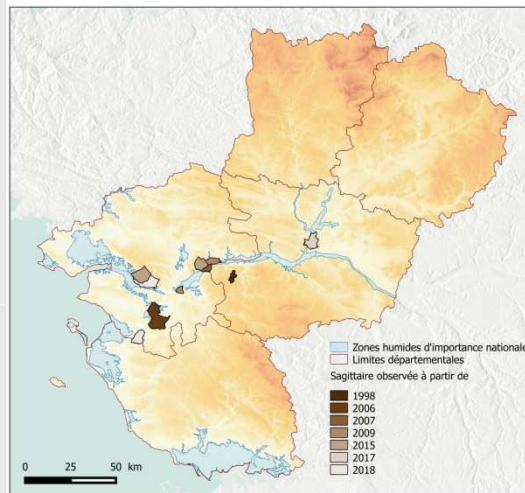 Zones humides d'importance nationale
Limites départementales
Sagittaire observée à partir de
1998
2006
2007
2009
2015
2017
2018
0 25 50 km